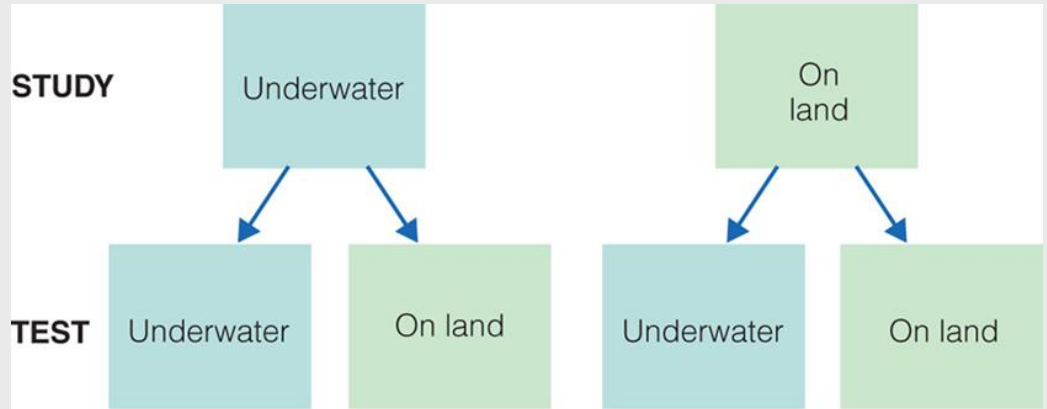 STUDY
Underwater
On
land
TEST
Underwater
On land
Underwater
On land